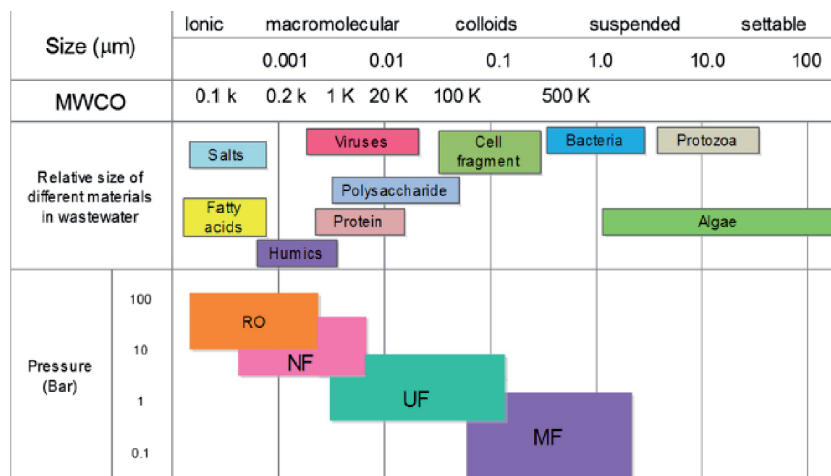 Size (μm)
Ionic macromolecular colloids suspended settable
0.001 0.01 0.1 1.0 10.0 100
MWCO
0.1 k 0.2 k 1 K 20 K 100 K 500 K
Relative size of
different materials
in wastewater
Salts
Viruses
Cell
fragment
Bacteria
Protozoa
Polysaccharide
Fatty
acids
Protein
Algae
Humics
Pressure
(Bar)
100
10
1
0.1
RO
NF
UF
MF